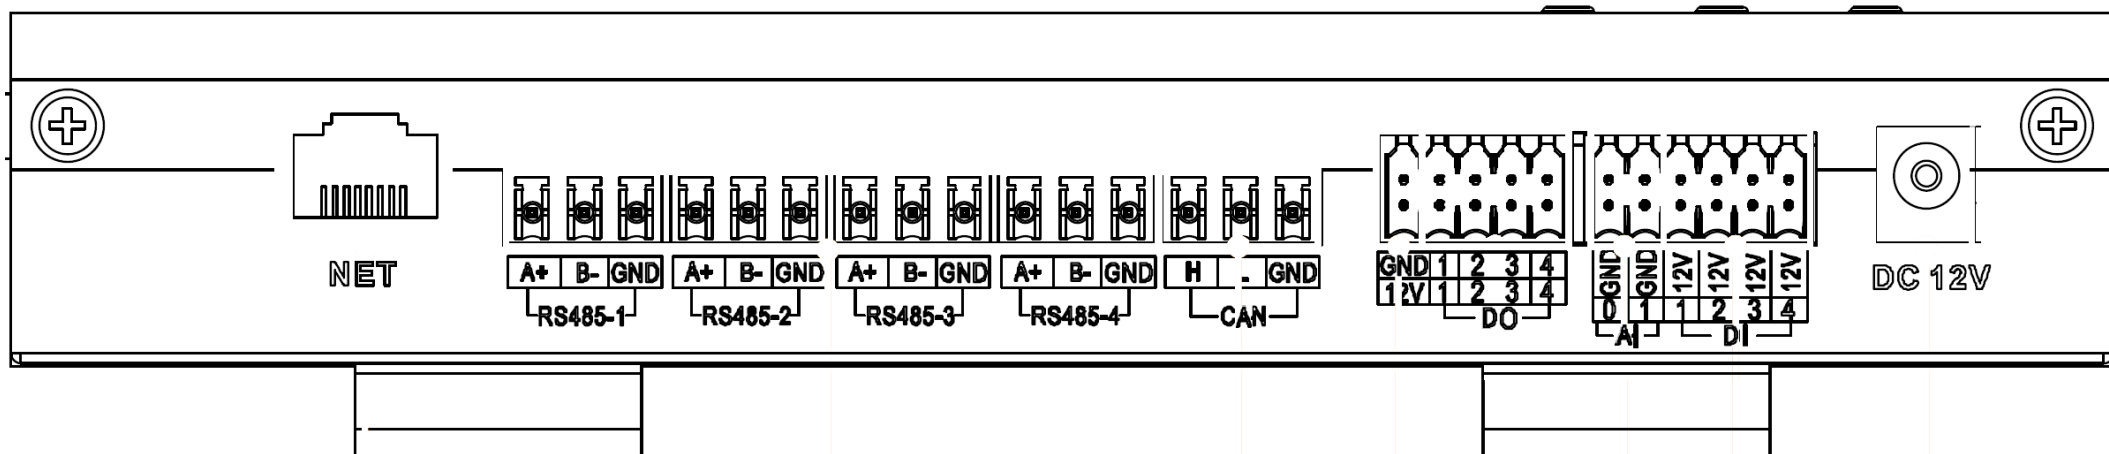 NET
A+ B- GND A+ B- GND A+ B- GND A+ B- GND H L GND
RS485-1 RS485-2 RS485-3 RS485-4 CAN
GND 1 2 3 4
12V 1 2 3 4
DO
GND GND 12V 12V 12V 12V
0 1 1 2 3 4
AI DI
DC 12V